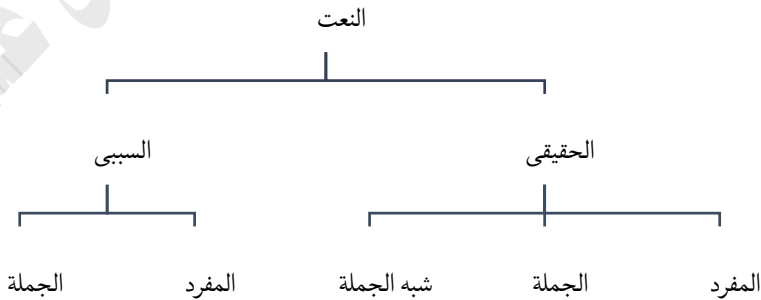 النعت
الحقيقى
السببى
المفرد
الجملة
شبه الجملة
المفرد
الجملة